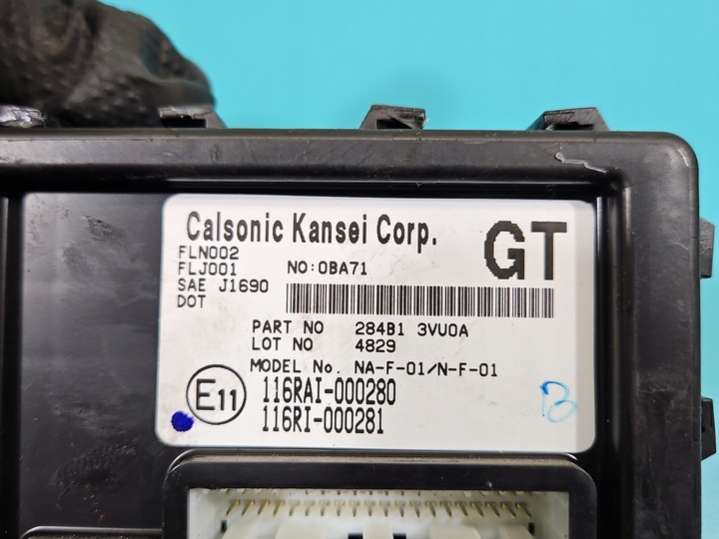 Calsonic Kansei Corp.
GT
FLN002
FLJ001
NO:0BA71
SAE J1690
DOT
PART NO 284B1 3VU0A
LOT NO 4829
MODEL No. NA-F-01/N-F-01
E11
116RAI-000280
116RI-000281
B